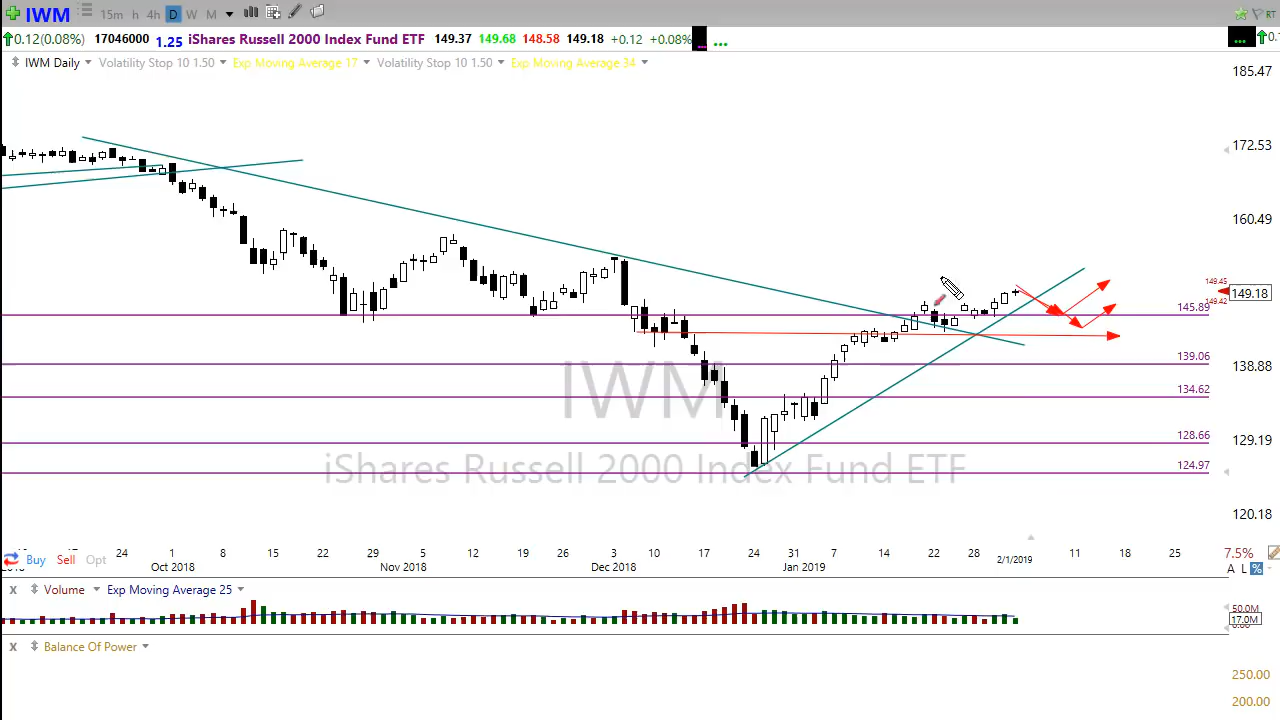 IWM 15m h 4h D W M RT
0.12(0.08%) 17046000 1.25 iShares Russell 2000 Index Fund ETF 149.37 149.68 148.58 149.18 +0.12 +0.08% ... ... ... 0.1
IWM Daily Volatility Stop 10 1.50 Exp Moving Average 17 Volatility Stop 10 1.50 Exp Moving Average 34
185.47
172.53
160.49
149.45
149.18
149.42
145.89
139.06
138.88
134.62
128.66
129.19
124.97
120.18
IWM
iShares Russell 2000 Index Fund ETF
24 1 8 15 22 29 5 12 19 26 3 10 17 24 31 7 14 22 28 11 18 25
Oct 2018 Nov 2018 Dec 2018 Jan 2019 2/1/2019
Buy Sell Opt
7.5%
A L %
x Volume Exp Moving Average 25
50.0M
17.0M
x Balance Of Power
250.00
200.00